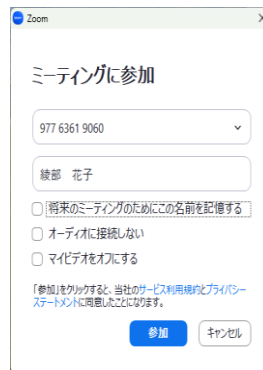 Zoom
ミーティングに参加
977 6361 9060
綾部　花子
将来のミーティングのためにこの名前を記憶する
オーディオに接続しない
マイビデオをオフにする
「参加」をクリックすると、当社のサービス利用規約とプライバシー
ステートメントに同意したことになります。
参加
キャンセル